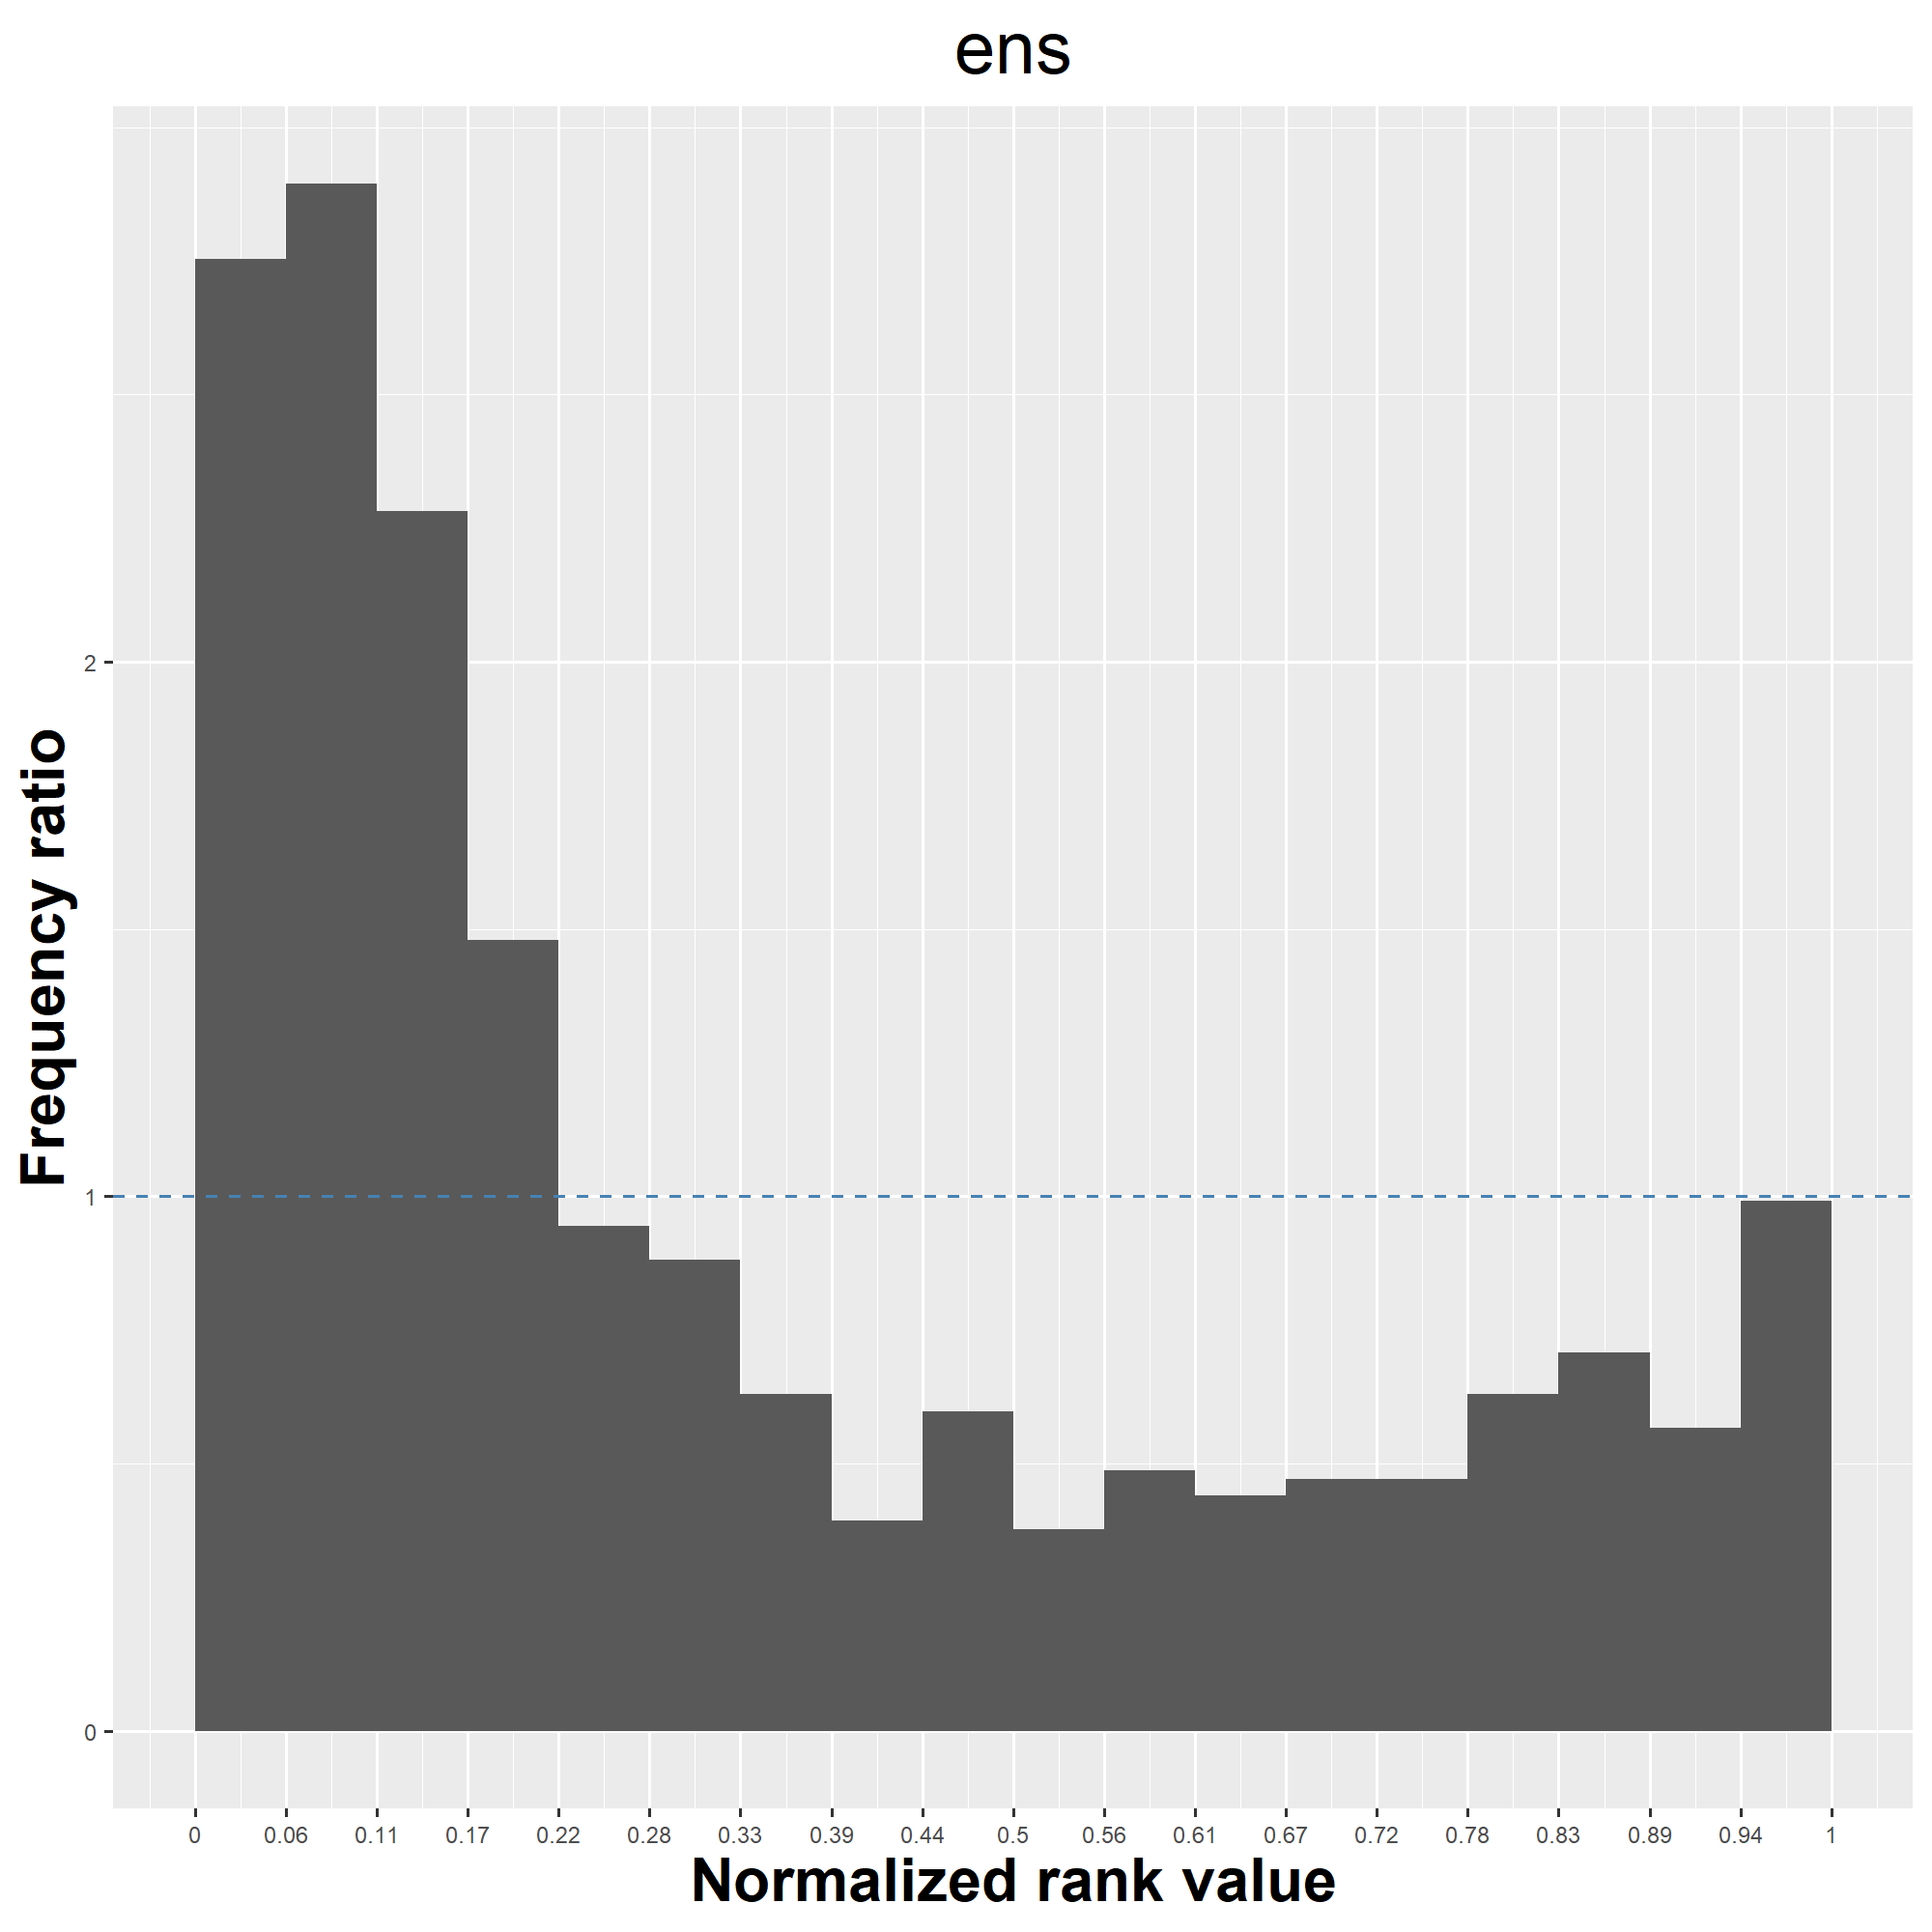 ens
Frequency ratio
2
1
0
0 0.06 0.11 0.17 0.22 0.28 0.33 0.39 0.44 0.5 0.56 0.61 0.67 0.72 0.78 0.83 0.89 0.94 1
Normalized rank value